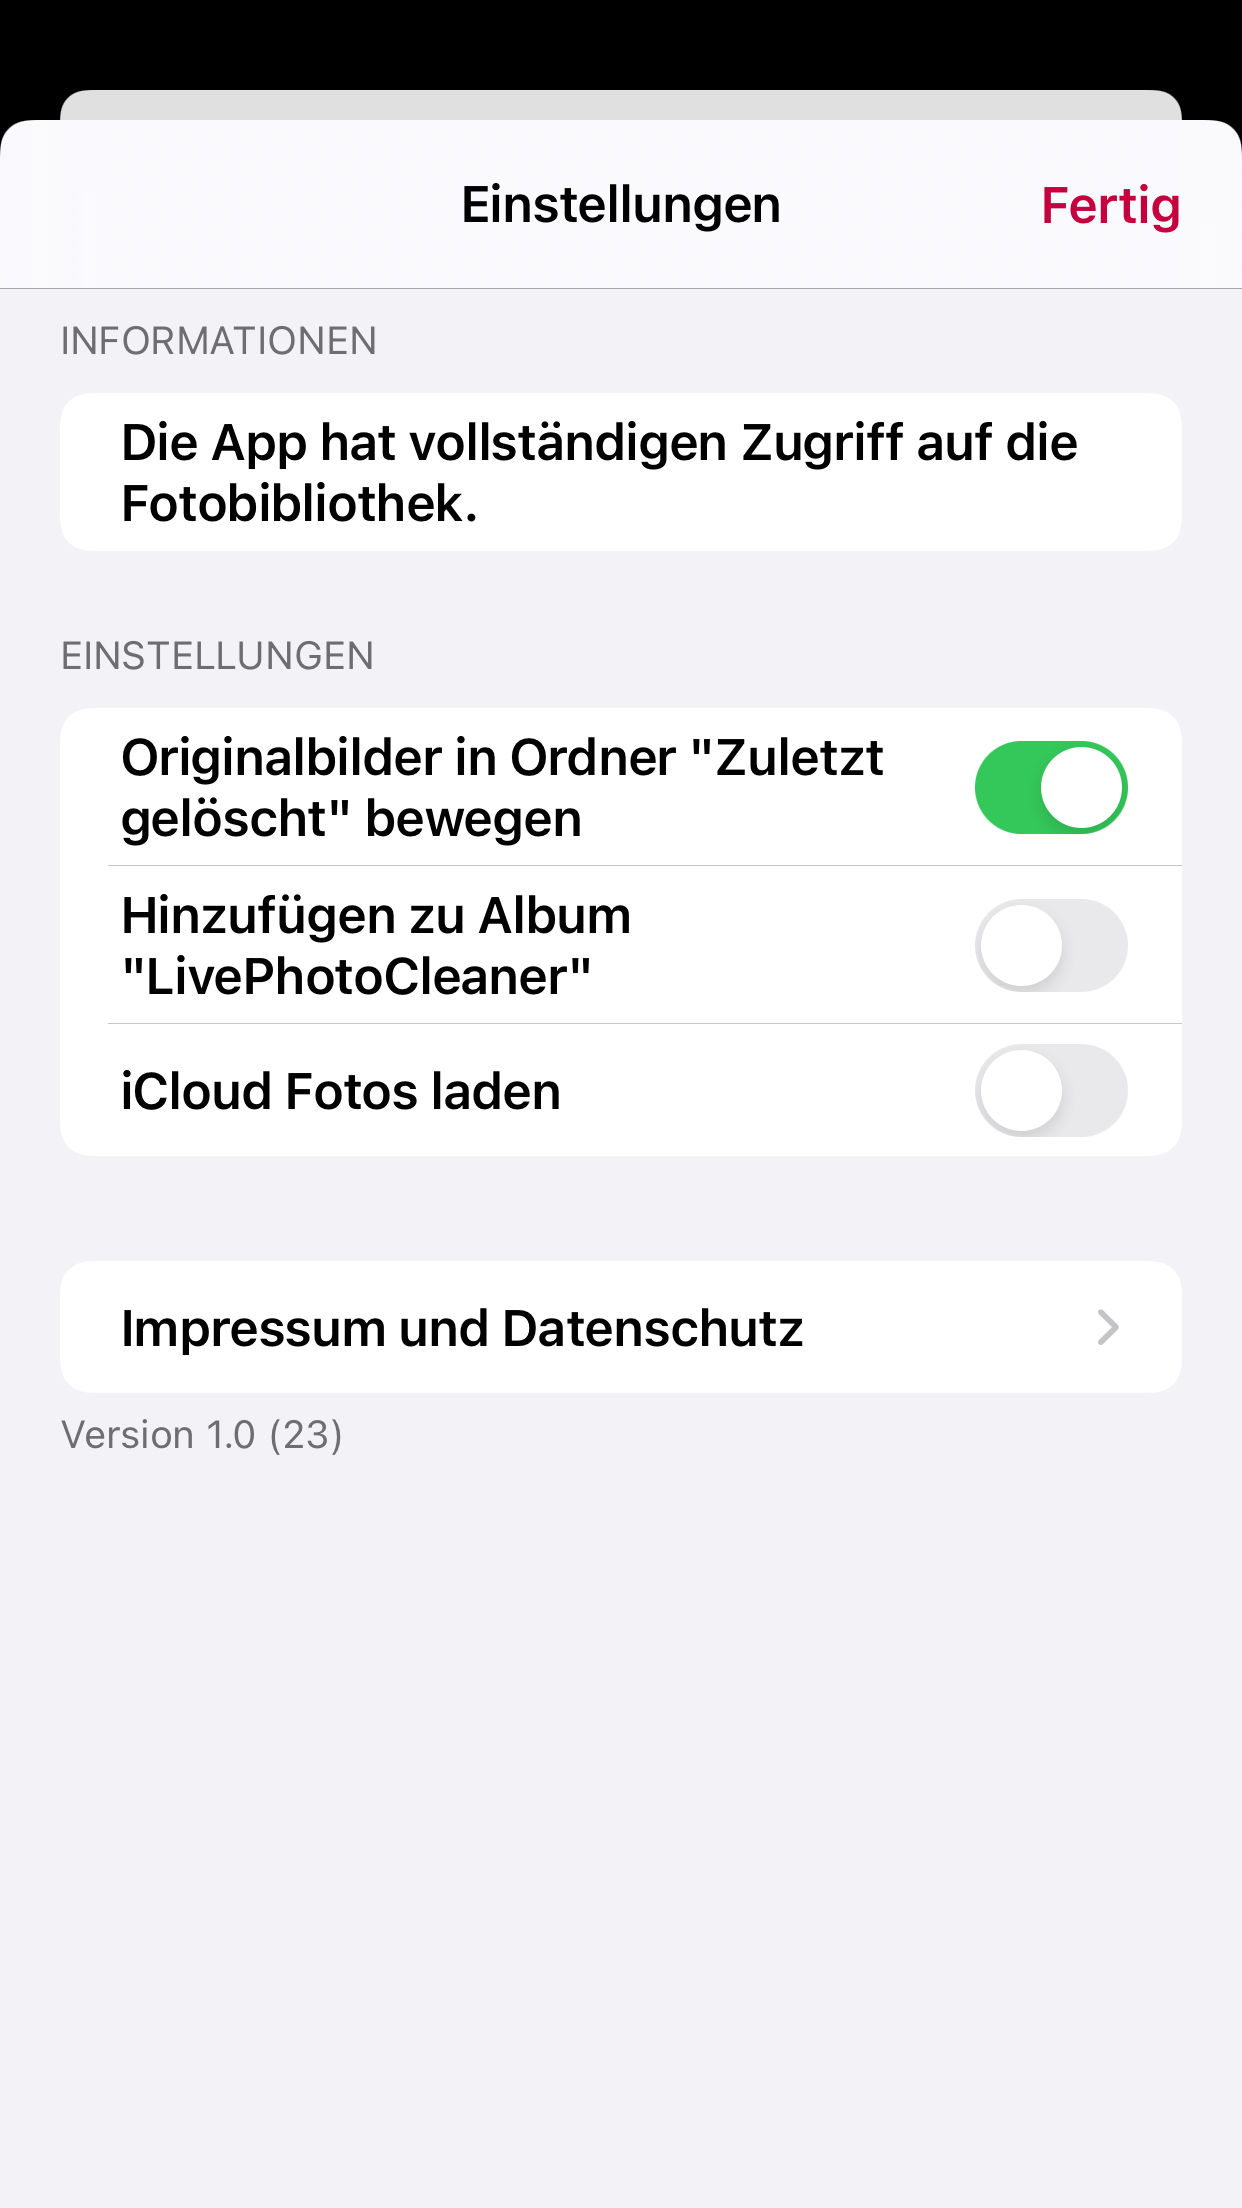 Einstellungen
Fertig
INFORMATIONEN
Die App hat vollständigen Zugriff auf die
Fotobibliothek.
EINSTELLUNGEN
Originalbilder in Ordner "Zuletzt
gelöscht" bewegen
Hinzufügen zu Album
"LivePhotoCleaner"
iCloud Fotos laden
Impressum und Datenschutz
Version 1.0 (23)